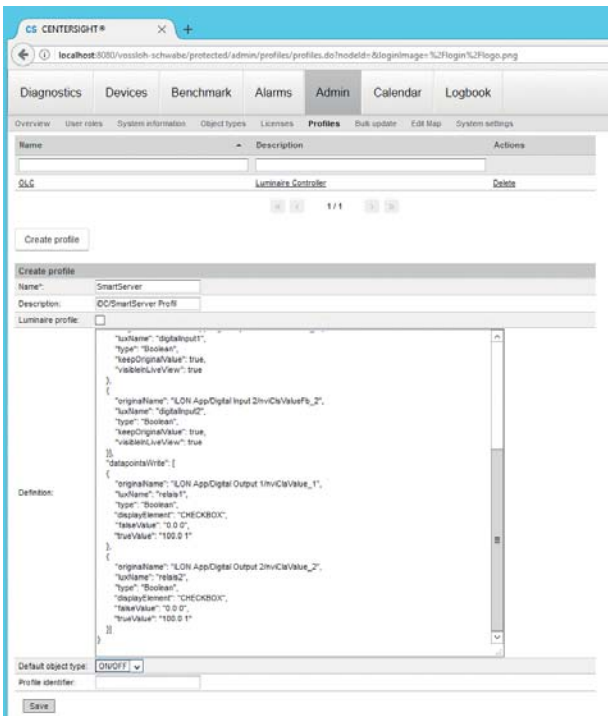 CS CENTERSIGHT®
localhost:8080/vossloh-schwabe/protected/admin/profiles/profiles.do?nodeId=&loginImage=%2Flogin%2Flogo.png
Diagnostics Devices Benchmark Alarms Admin Calendar Logbook
Overview User roles System information Object types Licenses Profiles Bulk update Edit Map System settings
Name Description Actions
OLC Luminaire Controller Delete
1 / 1
Create profile
Create profile
Name*: SmartServer
Description: iDC/SmartServer Profil
Luminaire profile:
"luxName": "digitalInput1",
"type": "Boolean",
"keepOriginalValue": true,
"visibleInLiveView": true
},
{
"originalName": "iLON App/Digital Input 2/nviClsValueFb_2",
"luxName": "digitalInput2",
"type": "Boolean",
"keepOriginalValue": true,
"visibleInLiveView": true
}],
"datapointsWrite": [
{
"originalName": "iLON App/Digital Output 1/nviClaValue_1",
Definition:
"luxName": "relais1",
"type": "Boolean",
"displayElement": "CHECKBOX",
"falseValue": "0.0 0",
"trueValue": "100.0 1"
},
{
"originalName": "iLON App/Digital Output 2/nviClaValue_2",
"luxName": "relais2",
"type": "Boolean",
"displayElement": "CHECKBOX",
"falseValue": "0.0 0",
"trueValue": "100.0 1"
}]
}
Default object type: ON/OFF
Profile identifier:
Save